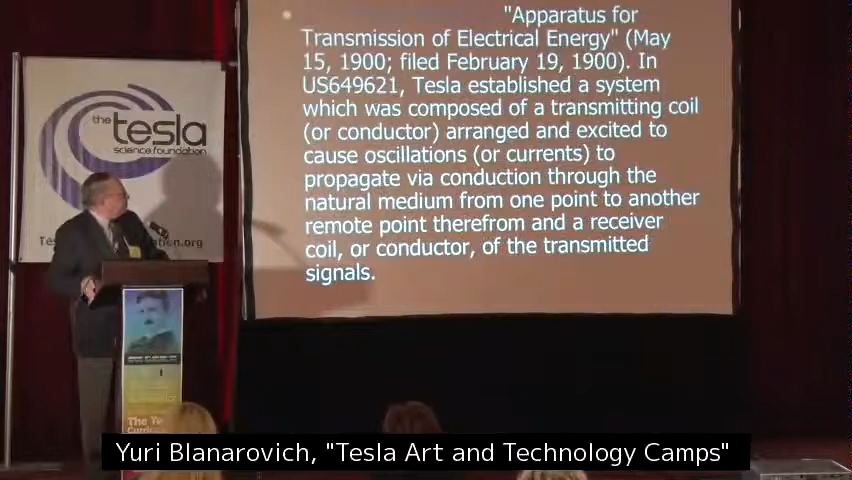 "Apparatus for
Transmission of Electrical Energy" (May
15, 1900; filed February 19, 1900). In
US649621, Tesla established a system
which was composed of a transmitting coil
(or conductor) arranged and excited to
cause oscillations (or currents) to
propagate via conduction through the
natural medium from one point to another
remote point therefrom and a receiver
coil, or conductor, of the transmitted
signals.
the tesla
science foundation
Yuri Blanarovich, "Tesla Art and Technology Camps"